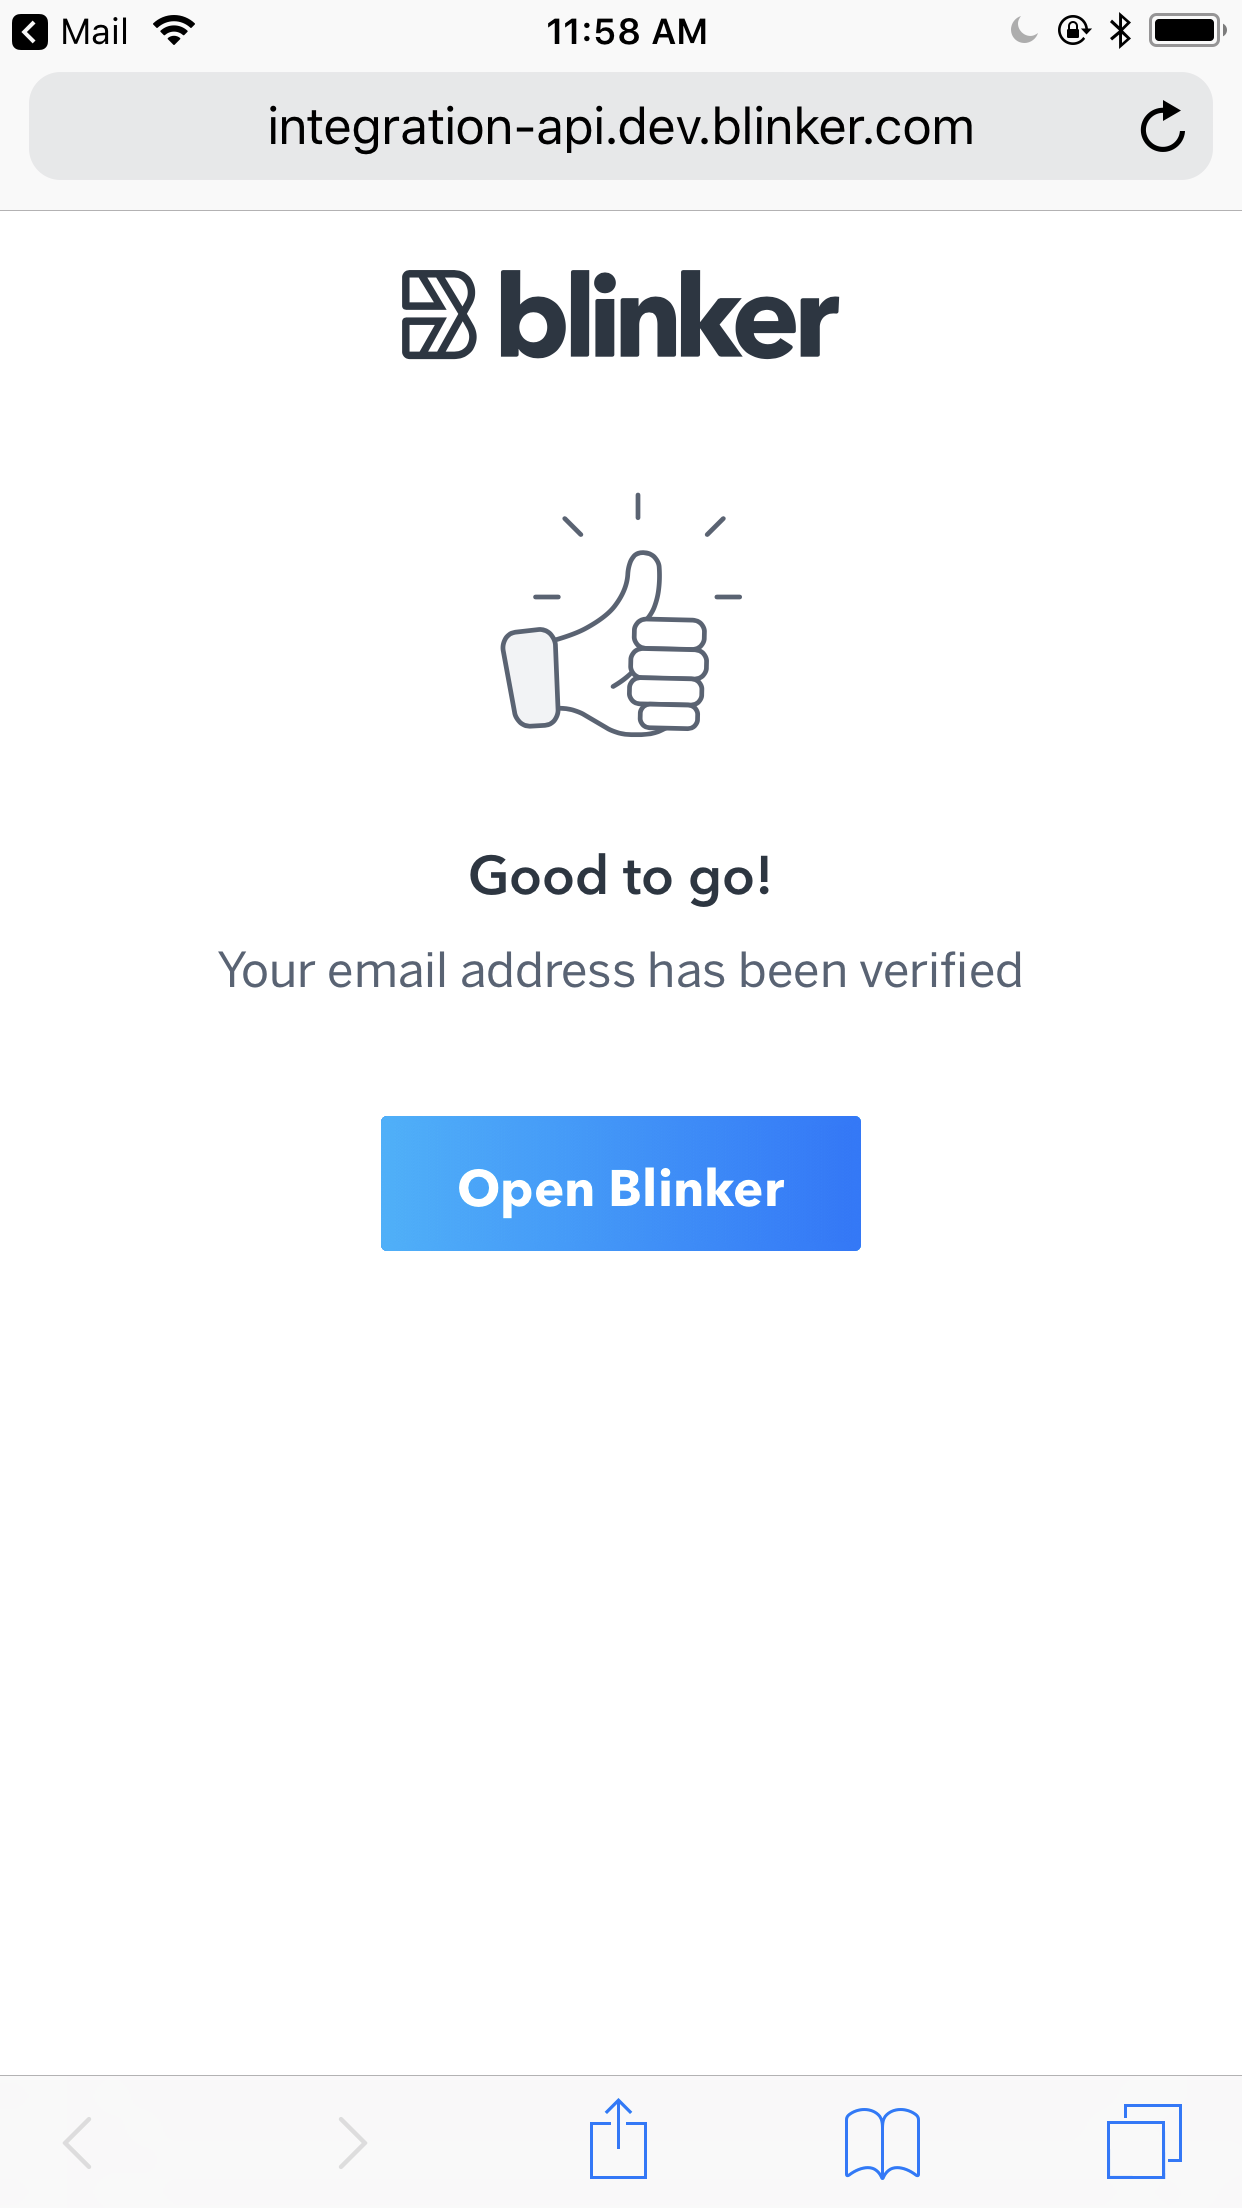 Mail 11:58 AM
integration-api.dev.blinker.com
blinker
Good to go!
Your email address has been verified
Open Blinker